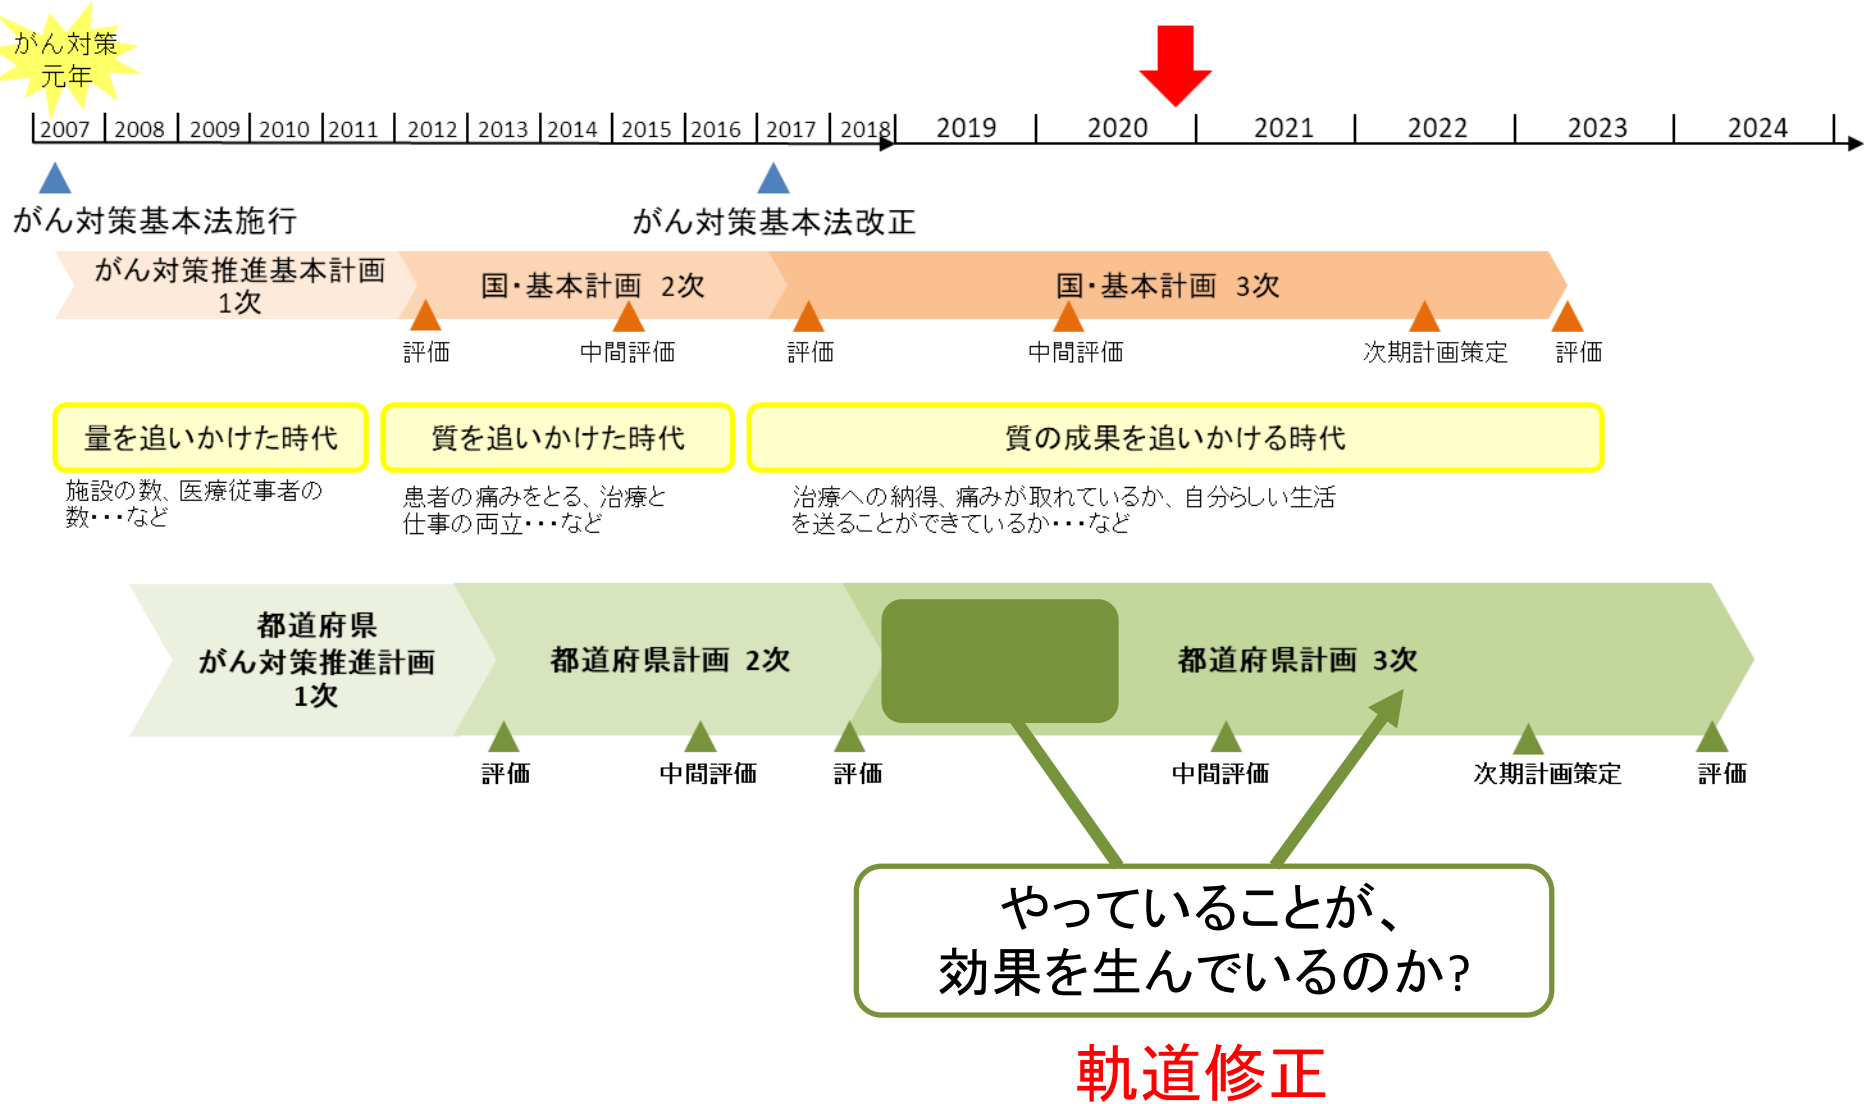 がん対策
元年
2007 2008 2009 2010 2011 2012 2013 2014 2015 2016 2017 2018 2019 2020 2021 2022 2023 2024
がん対策基本法施行
がん対策基本法改正
がん対策推進基本計画
1次
国・基本計画 2次
国・基本計画 3次
評価
中間評価
評価
中間評価
次期計画策定
評価
量を追いかけた時代
質を追いかけた時代
質の成果を追いかける時代
施設の数、医療従事者の
数・・・など
患者の痛みをとる、治療と
仕事の両立・・・など
治療への納得、痛みが取れているか、自分らしい生活
を送ることができているか・・・など
都道府県
がん対策推進計画
1次
都道府県計画 2次
都道府県計画 3次
評価
中間評価
評価
中間評価
次期計画策定
評価
やっていることが、
効果を生んでいるのか?
軌道修正